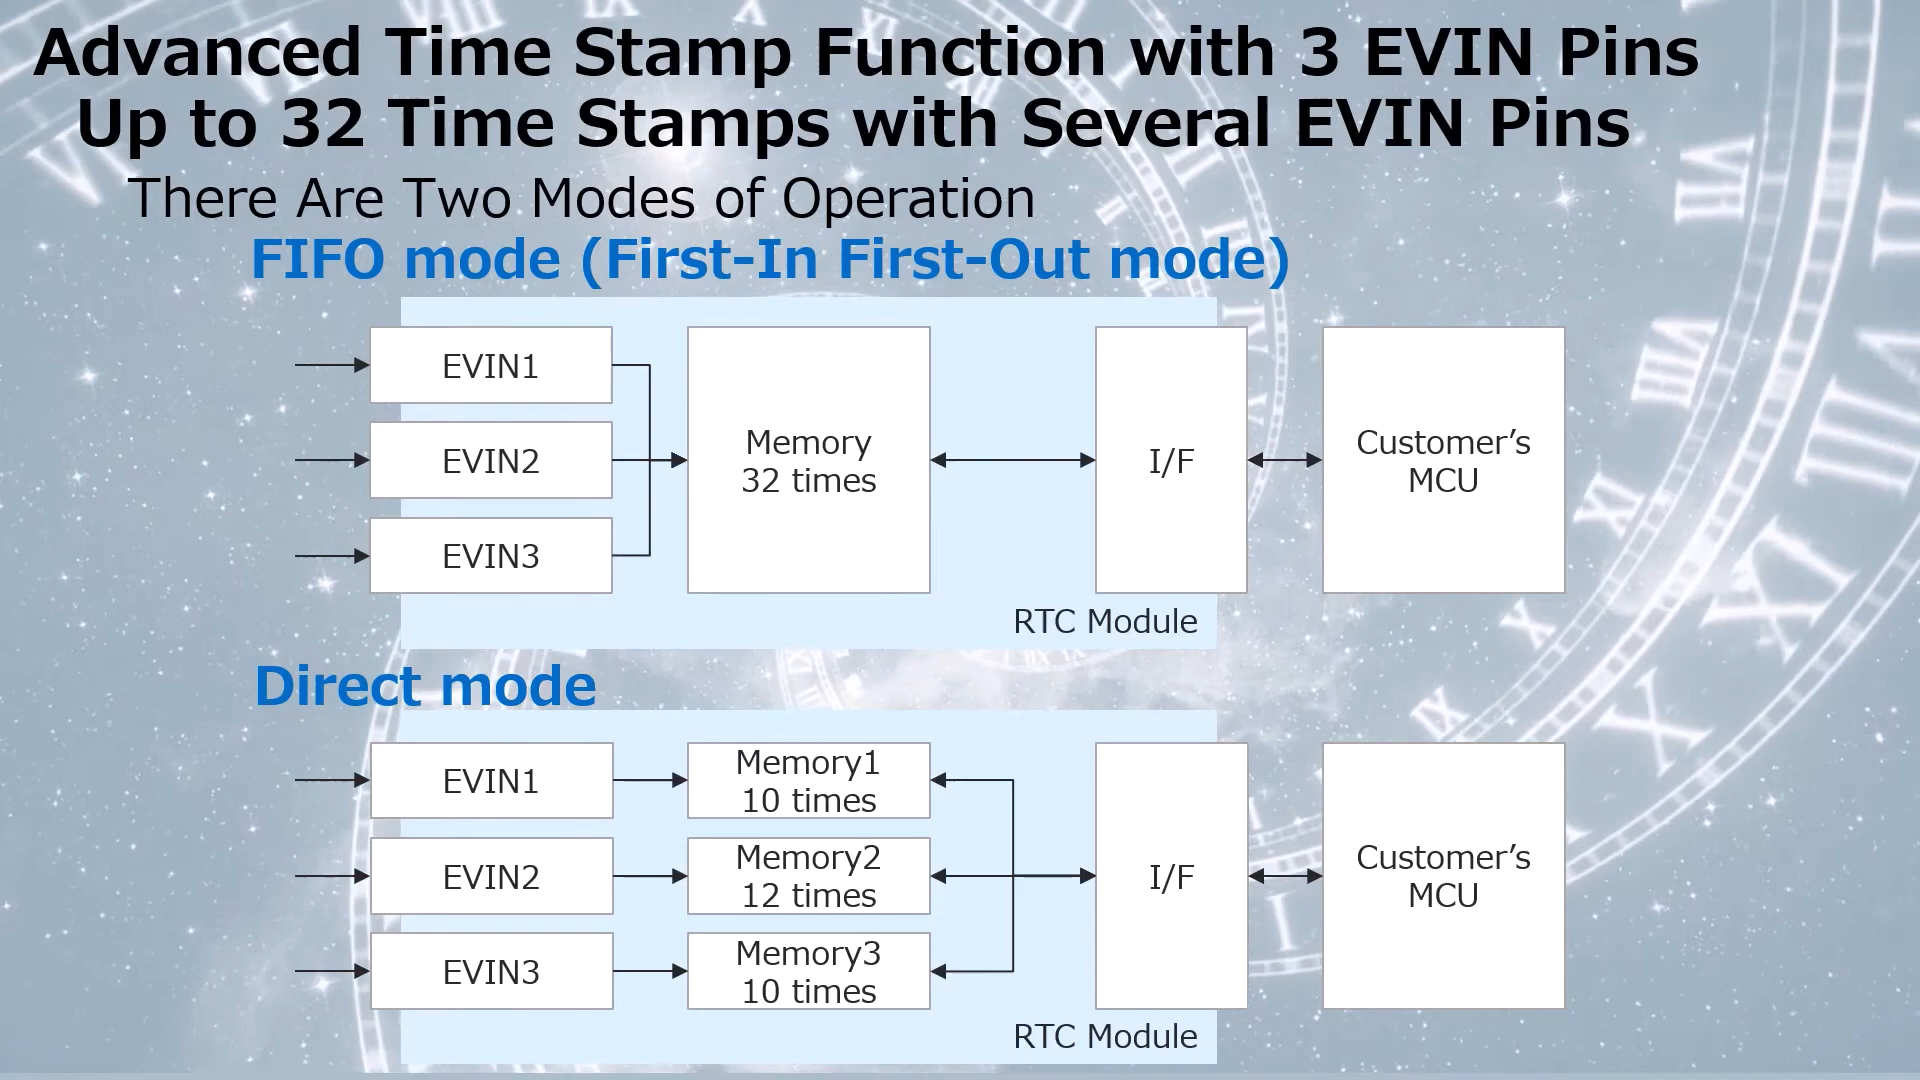 Advanced Time Stamp Function with 3 EVIN Pins
Up to 32 Time Stamps with Several EVIN Pins
There Are Two Modes of Operation
FIFO mode (First-In First-Out mode)
EVIN1
EVIN2
EVIN3
Memory
32 times
I/F
Customer’s
MCU
RTC Module
Direct mode
EVIN1
EVIN2
EVIN3
Memory1
10 times
Memory2
12 times
Memory3
10 times
I/F
Customer’s
MCU
RTC Module